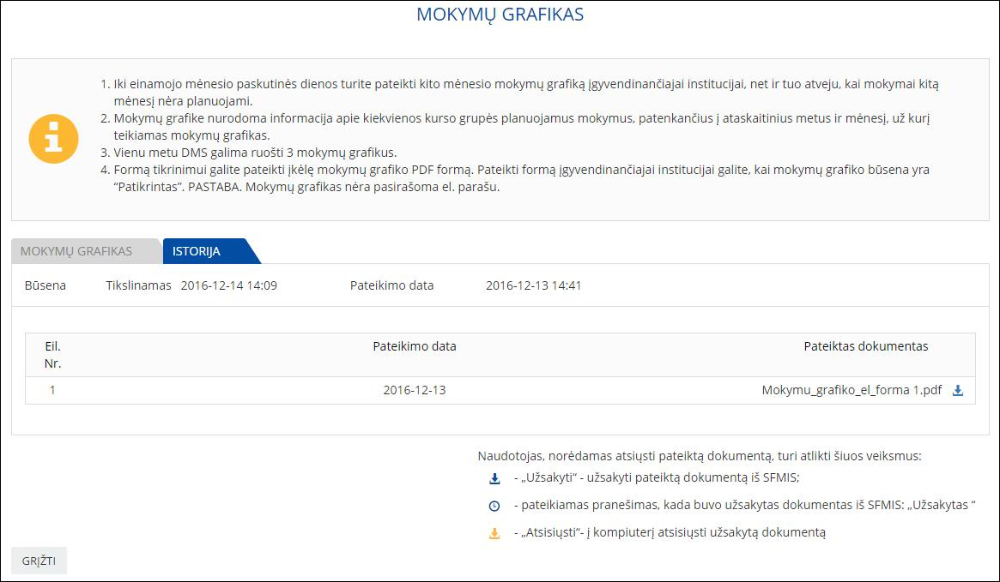 MOKYMŲ GRAFIKAS
1. Iki einamojo mėnesio paskutinės dienos turite pateikti kito mėnesio mokymų grafiką įgyvendinančiajai institucijai, net ir tuo atveju, kai mokymai kitą
mėnesį nėra planuojami.
2. Mokymų grafike nurodoma informacija apie kiekvienos kurso grupės planuojamus mokymus, patenkančius į ataskaitinius metus ir mėnesį, už kurį
teikiamas mokymų grafikas.
3. Vienu metu DMS galima ruošti 3 mokymų grafikus.
4. Formą tikrinimui galite pateikti įkėlę mokymų grafiko PDF formą. Pateikti formą įgyvendinančiajai institucijai galite, kai mokymų grafiko būsena yra
“Patikrintas”. PASTABA. Mokymų grafikas nėra pasirašoma el. parašu.
MOKYMŲ GRAFIKAS ISTORIJA
Būsena Tikslinamas 2016-12-14 14:09 Pateikimo data 2016-12-13 14:41
Eil. Pateikimo data Pateiktas dokumentas
Nr.
1 2016-12-13 Mokymu_grafiko_el_forma 1.pdf
Naudotojas, norėdamas atsiųsti pateiktą dokumentą, turi atlikti šiuos veiksmus:
- „Užsakyti“ - užsakyti pateiktą dokumentą iš SFMIS;
- pateikiamas pranešimas, kada buvo užsakytas dokumentas iš SFMIS: „Užsakytas “
- „Atsisiųsti“- į kompiuterį atsisiųsti užsakytą dokumentą
GRĮŽTI